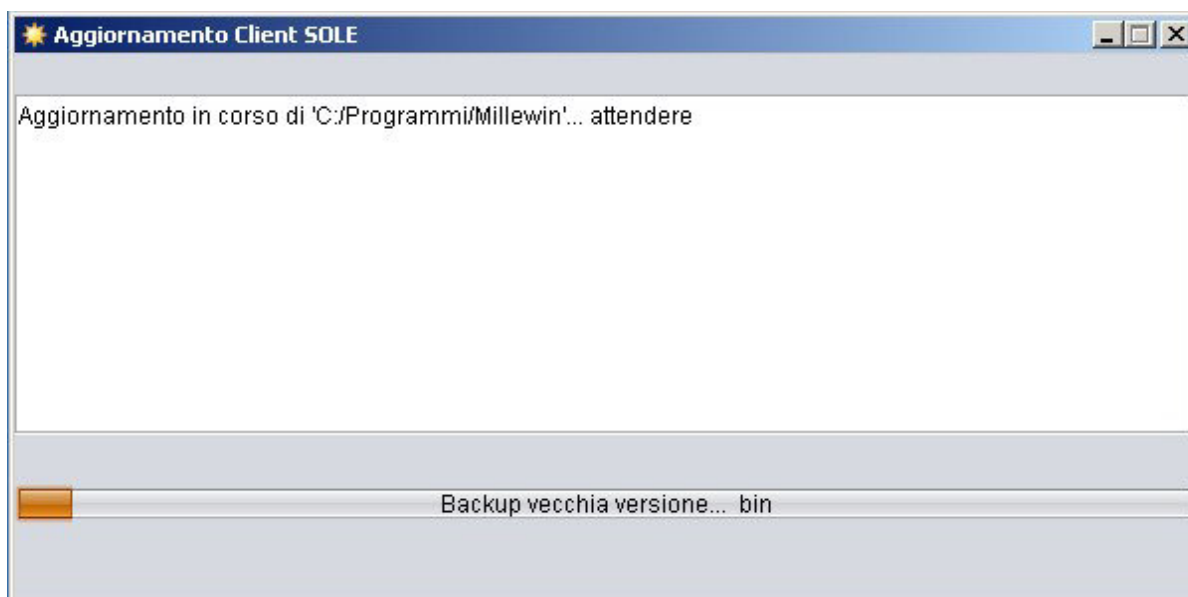 Aggiornamento Client SOLE
Aggiornamento in corso di 'C:/Programmi/Millewin'... attendere
Backup vecchia versione... bin